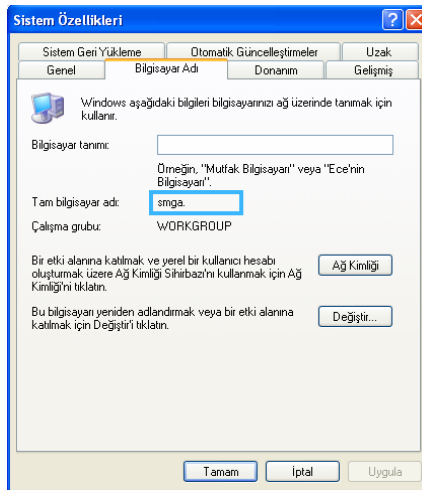 Sistem Özellikleri
Sistem Geri Yükleme Otomatik Güncelleştirmeler Uzak
Genel Bilgisayar Adı Donanım Gelişmiş
Windows aşağıdaki bilgileri bilgisayarınızı ağ üzerinde tanımak için
kullanır.
Bilgisayar tanımı:
Örneğin, "Mutfak Bilgisayarı" veya "Ece'nin
Bilgisayarı".
Tam bilgisayar adı: smga.
Çalışma grubu: WORKGROUP
Bir etki alanına katılmak ve yerel bir kullanıcı hesabı
oluşturmak üzere Ağ Kimliği Sihirbazı'nı kullanmak için Ağ
Kimliği'ni tıklatın.
Ağ Kimliği
Bu bilgisayarı yeniden adlandırmak veya bir etki alanına
katılmak için Değiştir'i tıklatın.
Değiştir...
Tamam İptal Uygula